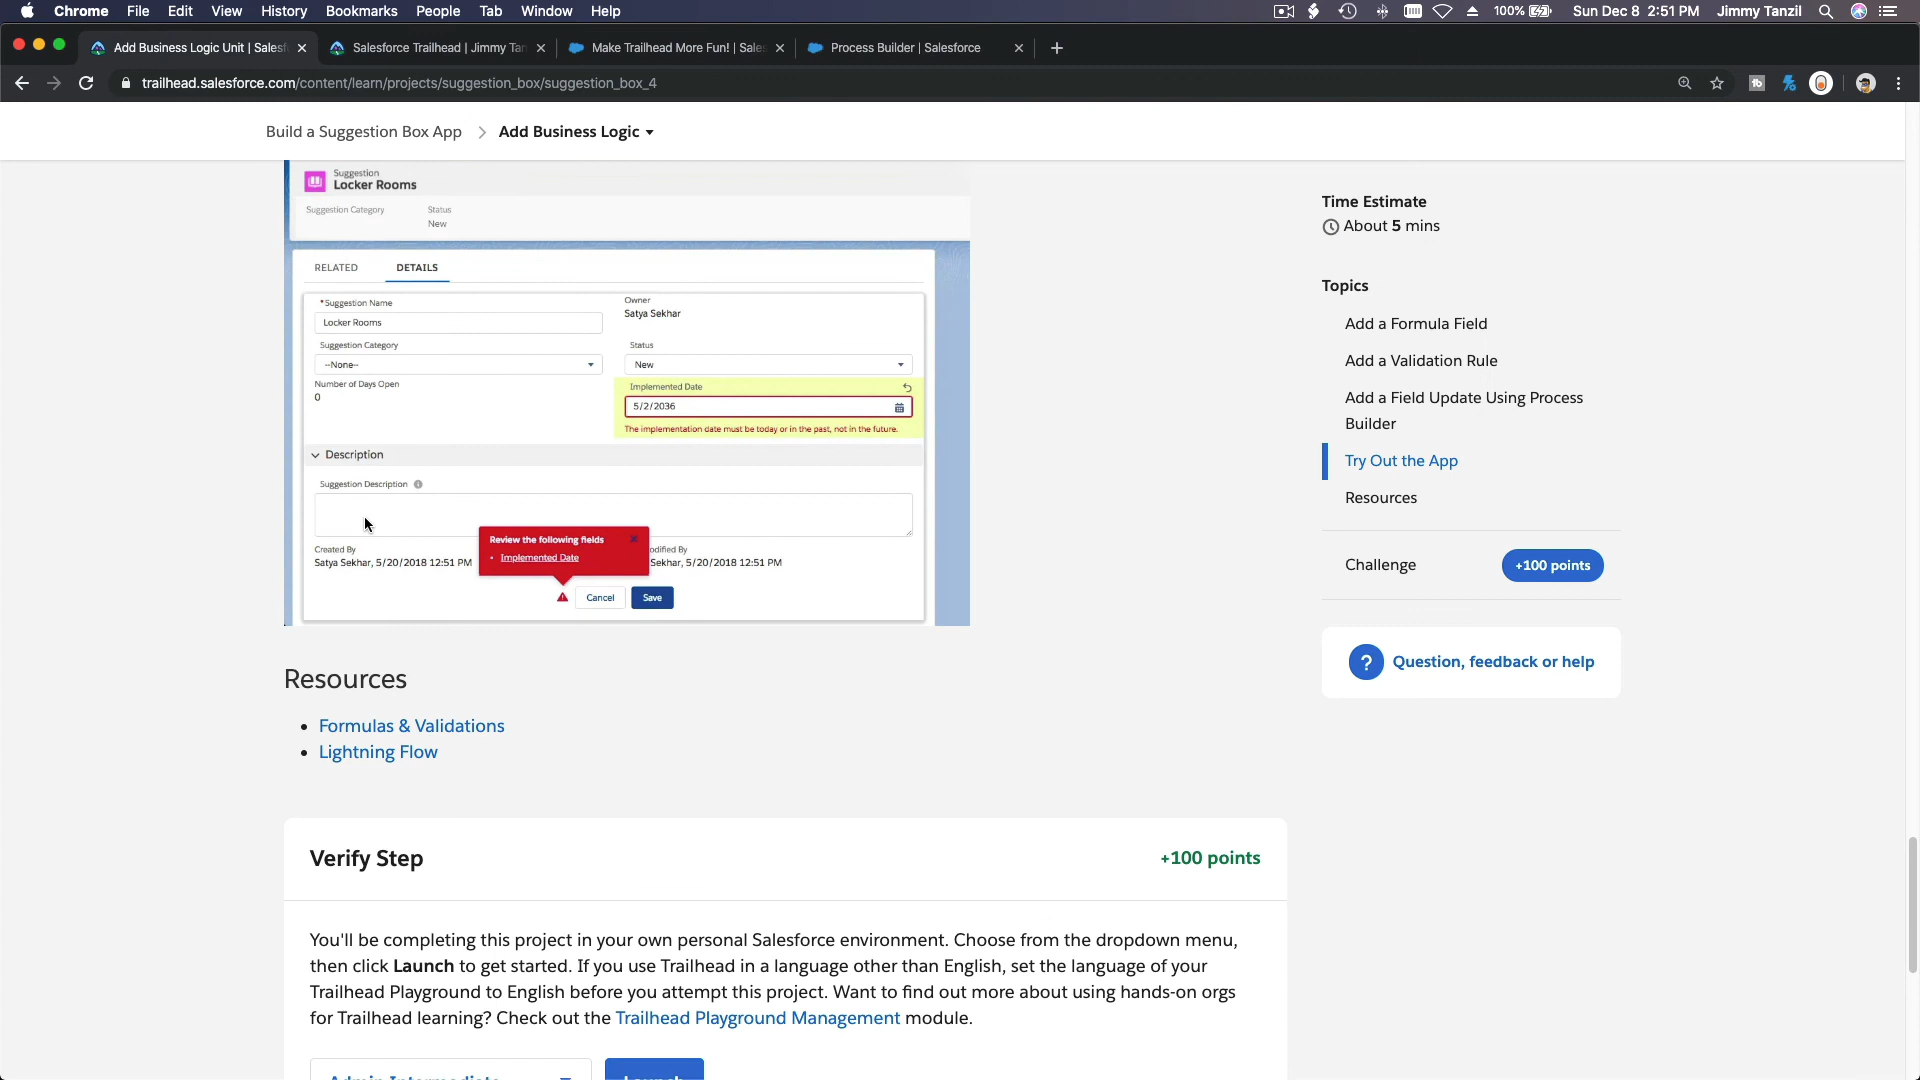 Chrome File Edit View History Bookmarks People Tab Window Help 100% Sun Dec 8 2:51 PM Jimmy Tanzil
Add Business Logic Unit | Salesf Salesforce Trailhead | Jimmy Tan Make Trailhead More Fun! | Sales Process Builder | Salesforce
trailhead.salesforce.com/content/learn/projects/suggestion_box/suggestion_box_4
Build a Suggestion Box App > Add Business Logic
Suggestion
Locker Rooms
Suggestion Category Status
New
RELATED DETAILS
*Suggestion Name
Locker Rooms
Owner
Satya Sekhar
Suggestion Category
--None--
Status
New
Number of Days Open
0
Implemented Date
5/2/2036
The implementation date must be today or in the past, not in the future.
Description
Suggestion Description
Review the following fields
• Implemented Date
Created By
Satya Sekhar, 5/20/2018 12:51 PM
odified By
Sekhar, 5/20/2018 12:51 PM
Cancel Save
Resources
• Formulas & Validations
• Lightning Flow
Verify Step +100 points
You'll be completing this project in your own personal Salesforce environment. Choose from the dropdown menu,
then click Launch to get started. If you use Trailhead in a language other than English, set the language of your
Trailhead Playground to English before you attempt this project. Want to find out more about using hands-on orgs
for Trailhead learning? Check out the Trailhead Playground Management module.
Admin Intermediate Launch
Time Estimate
About 5 mins
Topics
Add a Formula Field
Add a Validation Rule
Add a Field Update Using Process
Builder
Try Out the App
Resources
Challenge +100 points
? Question, feedback or help